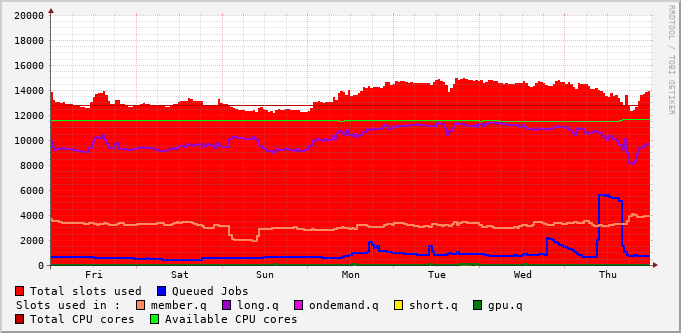 RRDTOOL / TOBI OETIKER
20000
18000
16000
14000
12000
10000
8000
6000
4000
2000
0
Fri Sat Sun Mon Tue Wed Thu
Total slots used Queued Jobs
Slots used in : member.q long.q ondemand.q short.q gpu.q
Total CPU cores Available CPU cores